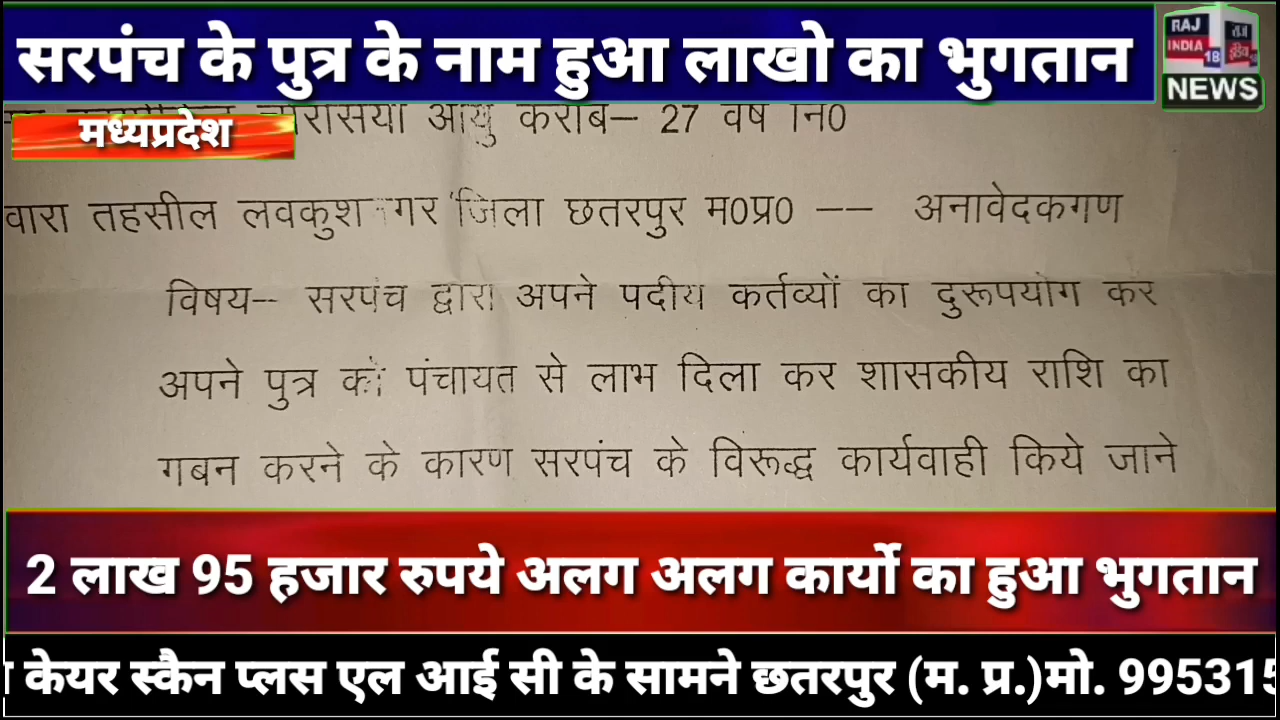 सरपंच के पुत्र के नाम हुआ लाखो का भुगतान
RAJ
INDIA
18
राज
इंडिया
NEWS
मध्यप्रदेश
आयु करीब– 27 वर्ष नि0
वारा तहसील लवकुशनगर जिला छतरपुर म0प्र0 –– अनावेदकगण
विषय– सरपंच द्वारा अपने पदीय कर्तव्यों का दुरूपयोग कर
अपने पुत्र को पंचायत से लाभ दिला कर शासकीय राशि का
गबन करने के कारण सरपंच के विरूद्ध कार्यवाही किये जाने
2 लाख 95 हजार रुपये अलग अलग कार्यो का हुआ भुगतान
केयर स्कैन प्लस एल आई सी के सामने छतरपुर (म. प्र.)मो. 995315